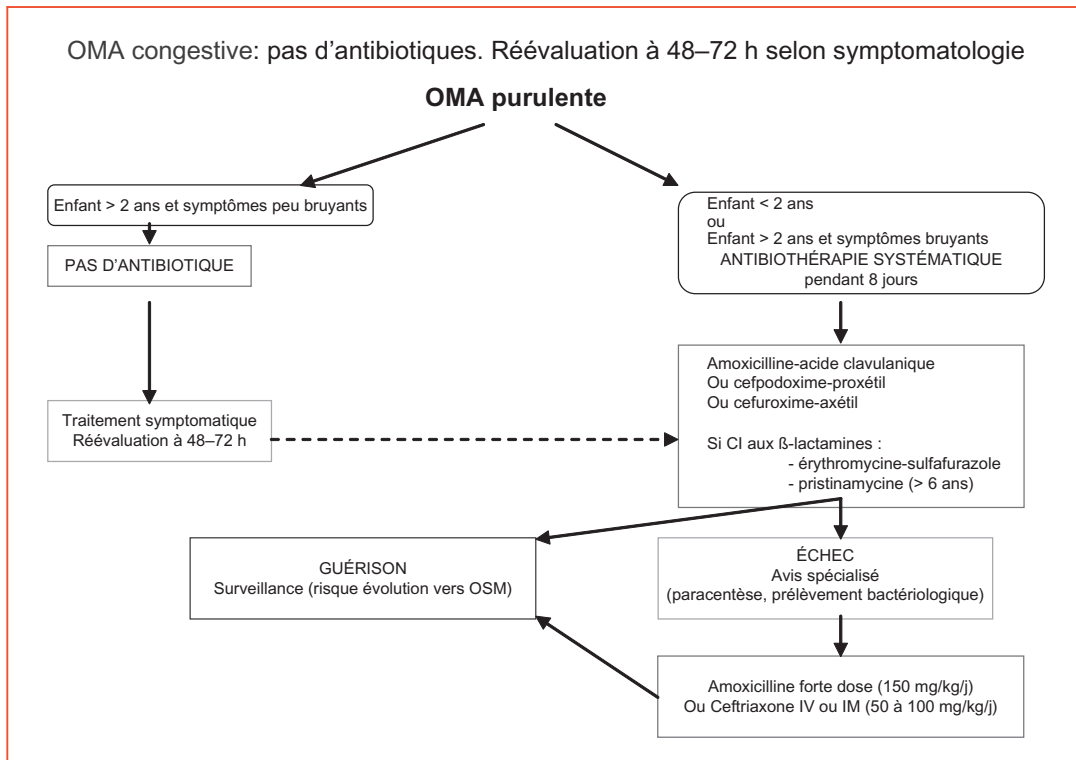 OMA congestive: pas d'antibiotiques. Réévaluation à 48–72 h selon symptomatologie
OMA purulente
Enfant > 2 ans et symptômes peu bruyants
PAS D'ANTIBIOTIQUE
Traitement symptomatique
Réévaluation à 48–72 h
Enfant < 2 ans
ou
Enfant > 2 ans et symptômes bruyants
ANTIBIOTHÉRAPIE SYSTÉMATIQUE
pendant 8 jours
Amoxicilline-acide clavulanique
Ou cefpodoxime-proxétil
Ou cefuroxime-axétil
Si CI aux ß-lactamines :
- érythromycine-sulfafurazole
- pristinamycine (> 6 ans)
GUÉRISON
Surveillance (risque évolution vers OSM)
ÉCHEC
Avis spécialisé
(paracentèse, prélèvement bactériologique)
Amoxicilline forte dose (150 mg/kg/j)
Ou Ceftriaxone IV ou IM (50 à 100 mg/kg/j)